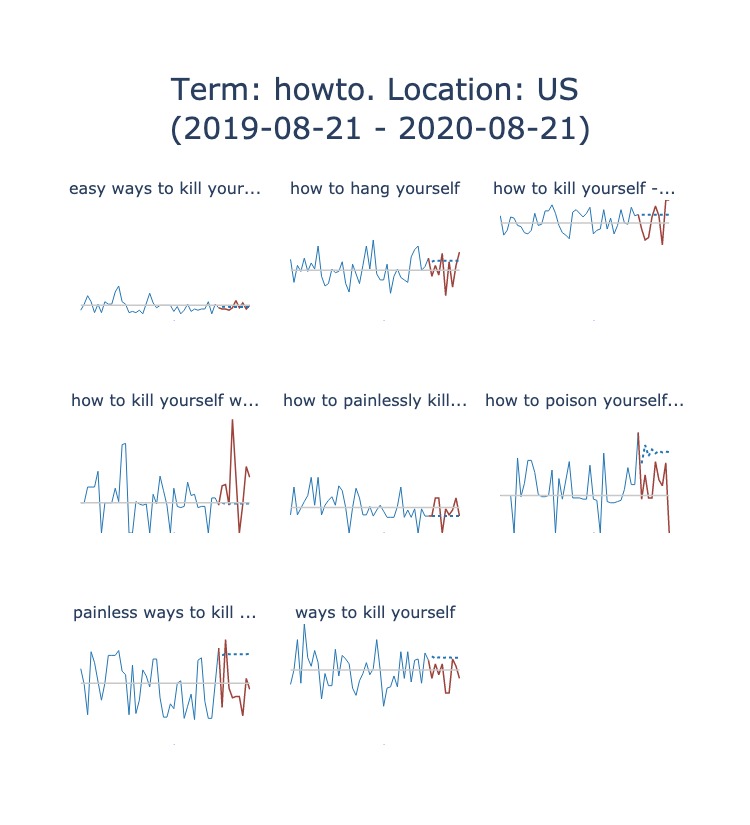 Term: howto. Location: US
(2019-08-21 - 2020-08-21)
easy ways to kill your...
how to hang yourself
how to kill yourself -...
how to kill yourself w...
how to painlessly kill...
how to poison yourself...
painless ways to kill ...
ways to kill yourself